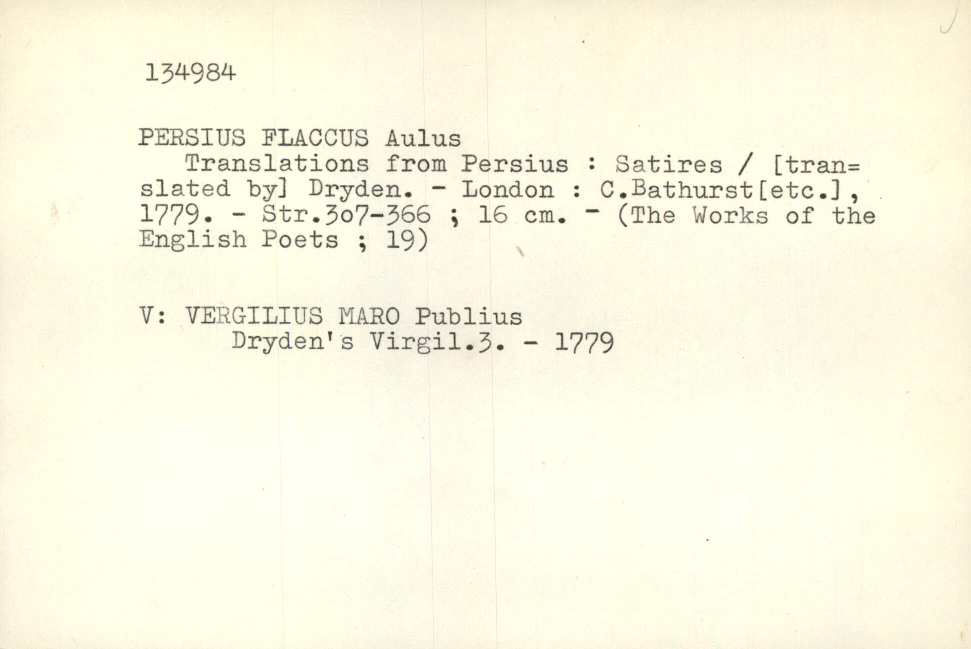 134984
PERSIUS FLACCUS Aulus
Translations from Persius : Satires / [tran=
slated by] Dryden. - London : C.Bathurst[etc.],
1779. - Str.3o7-366 ; 16 cm. - (The Works of the
English Poets ; 19)
V: VERGILIUS MARO Publius
Dryden's Virgil.3. - 1779